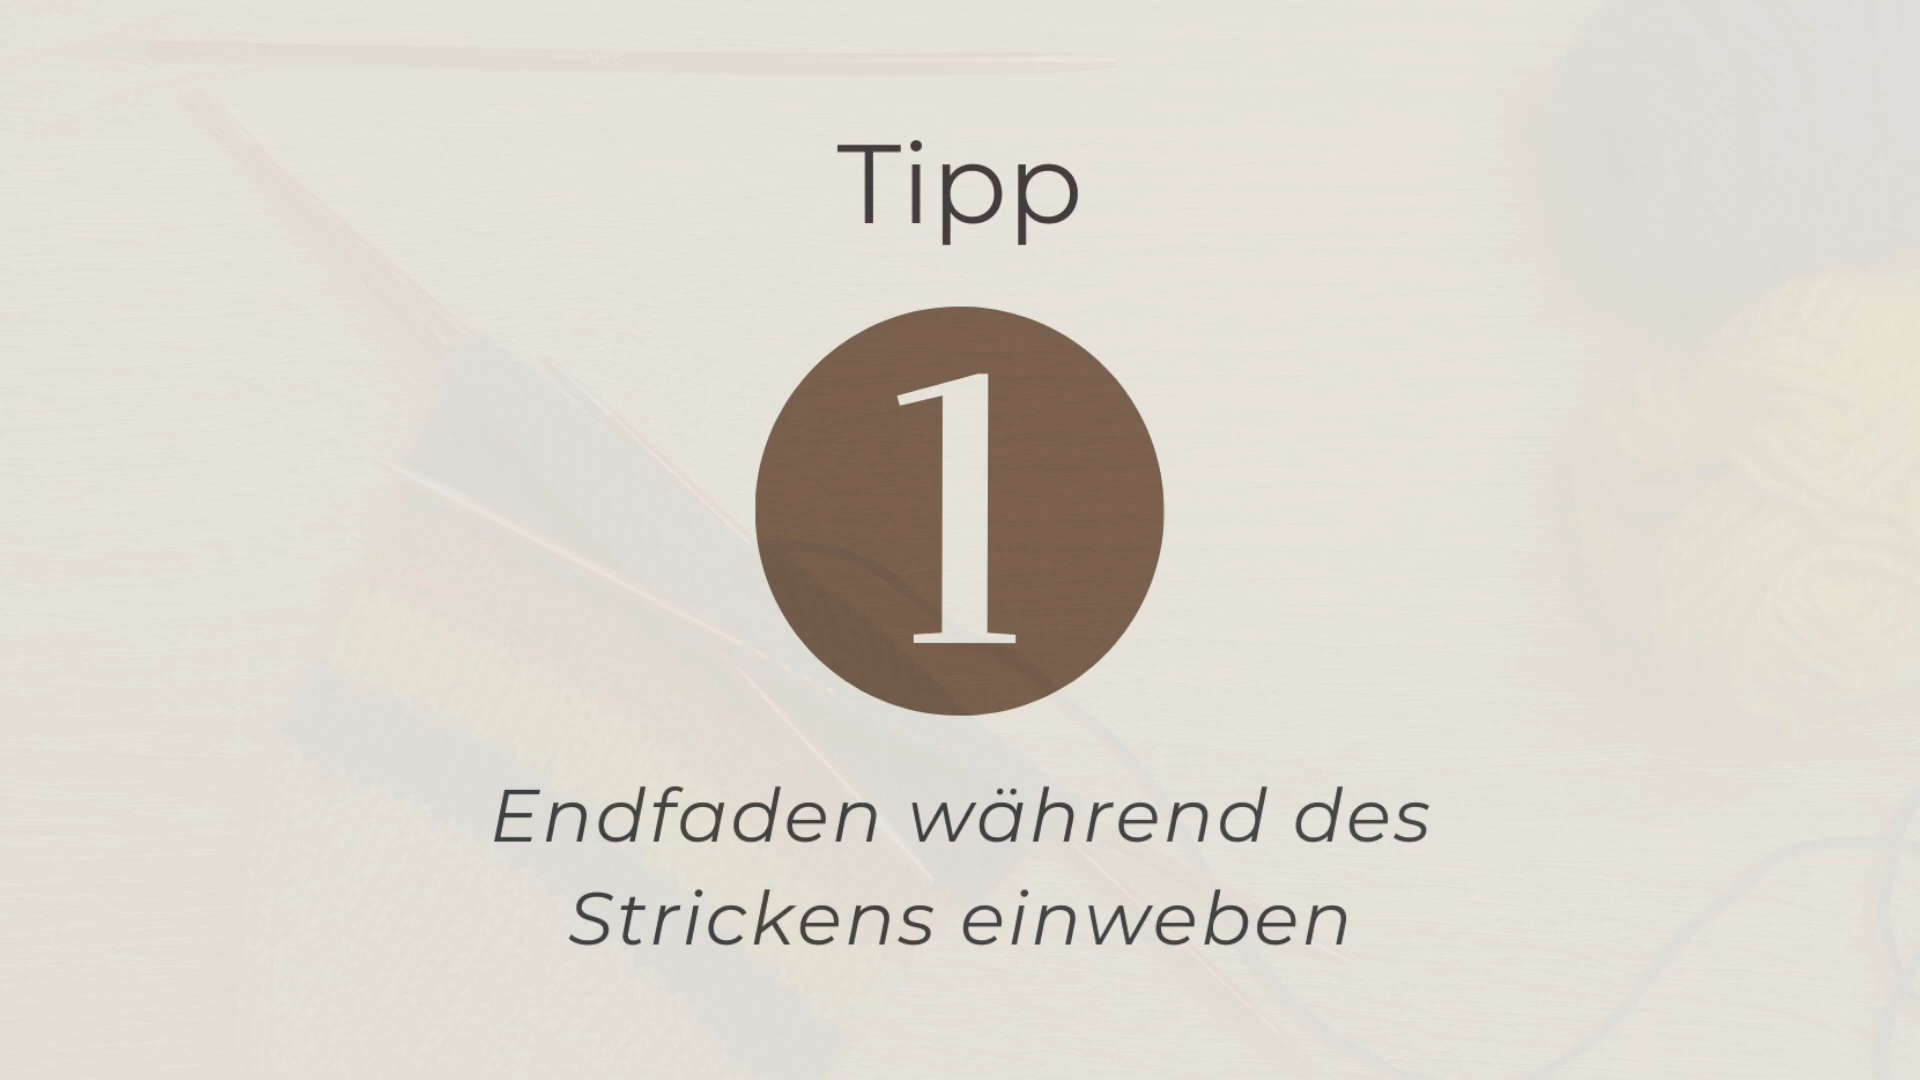 Tipp
1
Endfaden während des
Strickens einweben